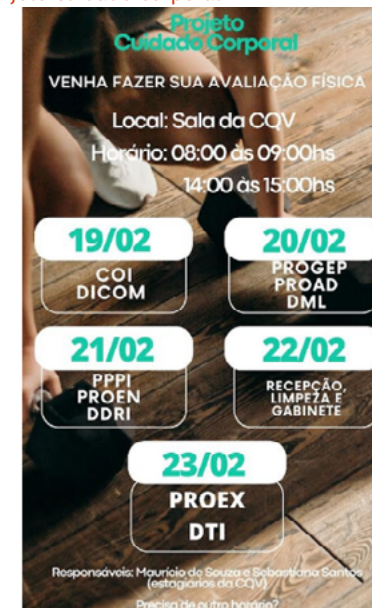 Projeto
Cuidado Corporal
VENHA FAZER SUA AVALIAÇÃO FÍSICA
Local: Sala da CQV
Horário: 08:00 às 09:00hs
14:00 às 15:00hs
19/02
COI
DICOM
20/02
PROGEP
PROAD
DML
21/02
PPPI
PROEN
DDRI
22/02
RECEPÇÃO,
LIMPEZA E
GABINETE
23/02
PROEX
DTI
Responsáveis: Maurício de Souza e Sebastiana Santos
(estagiários da CQV)
Precisa de outro horário?